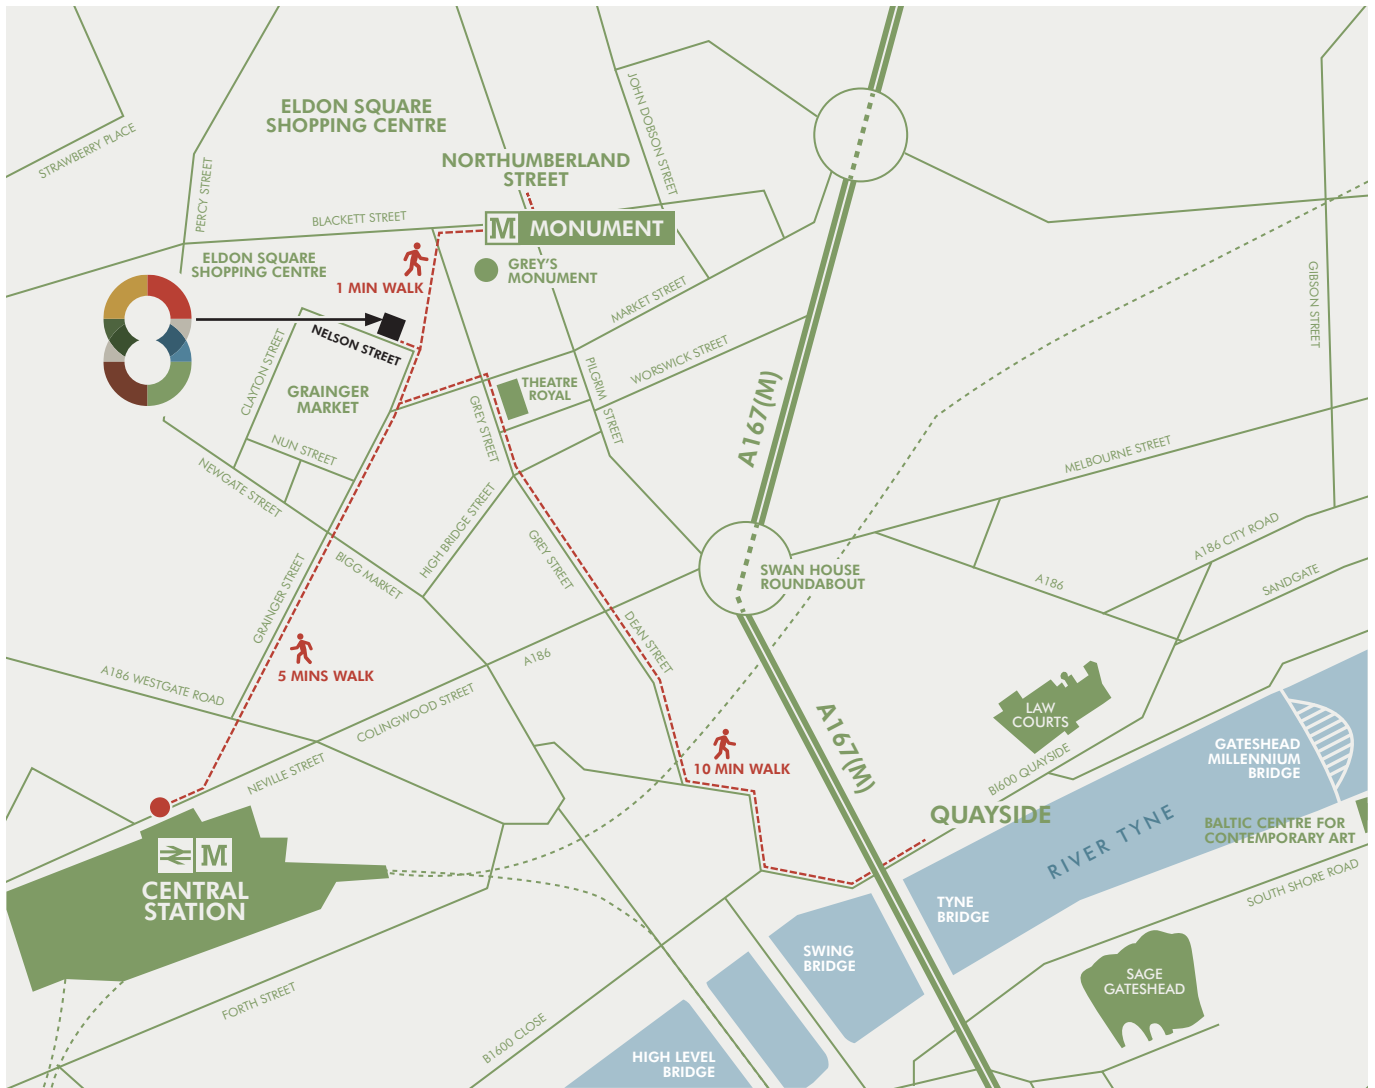 ELDON SQUARE
SHOPPING CENTRE
STRAWBERRY PLACE
PERCY STREET
JOHN DOBSON STREET
NORTHUMBERLAND
STREET
BLACKETT STREET
M MONUMENT
ELDON SQUARE
SHOPPING CENTRE
GREY'S
MONUMENT
1 MIN WALK
MARKET STREET
GIBSON STREET
NELSON STREET
CLAYTON STREET
GRAINGER
MARKET
THEATRE
ROYAL
PILGRIM STREET
WORSWICK STREET
A167(M)
GREY STREET
NUN STREET
NEWGATE STREET
MELBOURNE STREET
HIGH BRIDGE STREET
GREY STREET
BIGG MARKET
GRAINGER STREET
SWAN HOUSE
ROUNDABOUT
A186 CITY ROAD
A186
SANDGATE
DEAN STREET
A186
5 MINS WALK
A186 WESTGATE ROAD
COLINGWOOD STREET
NEVILLE STREET
LAW
COURTS
A167(M)
10 MIN WALK
GATESHEAD
MILLENNIUM
BRIDGE
B1600 QUAYSIDE
QUAYSIDE
RIVER TYNE
BALTIC CENTRE FOR
CONTEMPORARY ART
M
CENTRAL
STATION
SOUTH SHORE ROAD
TYNE
BRIDGE
SWING
BRIDGE
SAGE
GATESHEAD
FORTH STREET
B1600 CLOSE
HIGH LEVEL
BRIDGE